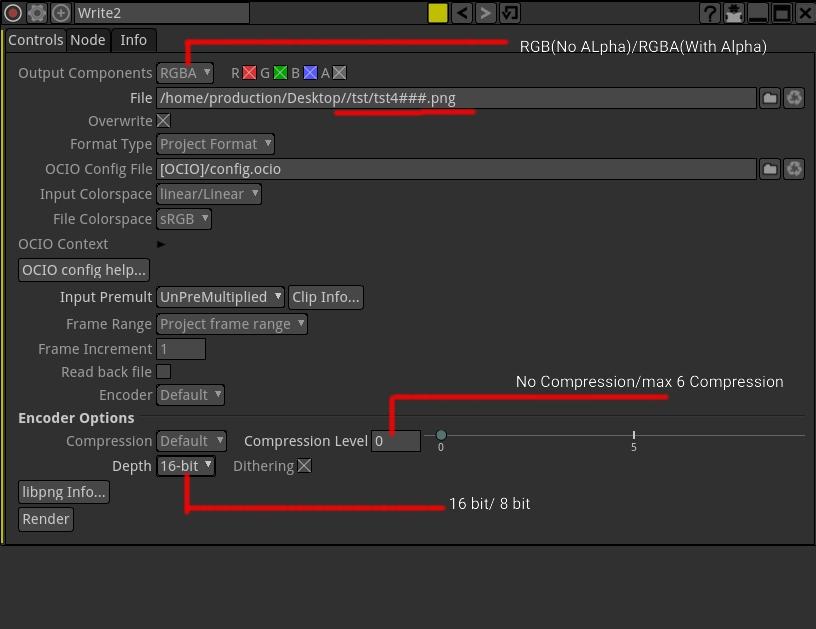 Write2
?
Controls Node Info
RGB(No ALpha)/RGBA(With Alpha)
Output Components RGBA R G B A
File /home/production/Desktop//tst/tst4###.png
Overwrite
Format Type Project Format
OCIO Config File [OCIO]/config.ocio
Input Colorspace linear/Linear
File Colorspace sRGB
OCIO Context
OCIO config help...
Input Premult UnPreMultiplied Clip Info...
Frame Range Project frame range
Frame Increment 1
Read back file
No Compression/max 6 Compression
Encoder Default
Encoder Options
Compression Default Compression Level 0
0 5
Depth 16-bit Dithering
libpng Info...
16 bit/ 8 bit
Render